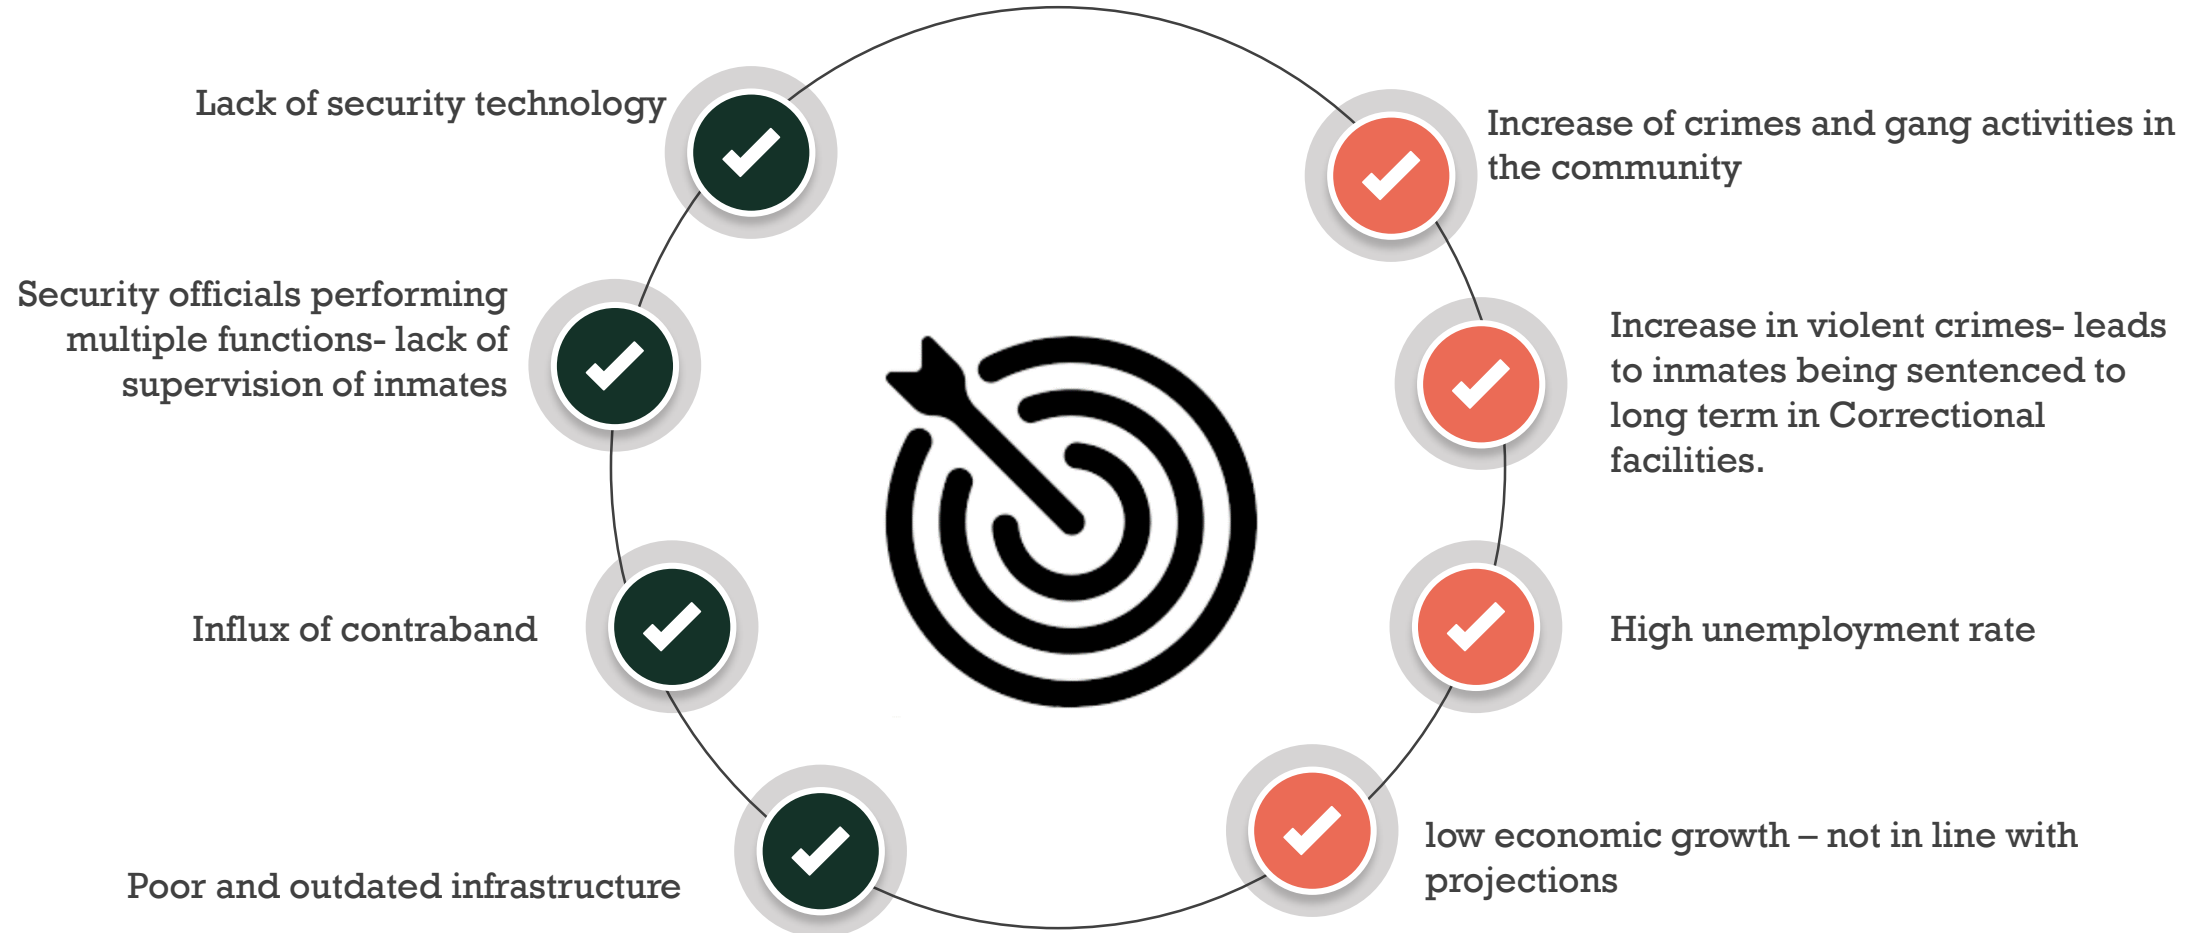 Lack of security technology
Security officials performing
multiple functions- lack of
supervision of inmates
Influx of contraband
Poor and outdated infrastructure
Increase of crimes and gang activities in
the community
Increase in violent crimes- leads
to inmates being sentenced to
long term in Correctional
facilities.
High unemployment rate
low economic growth – not in line with
projections